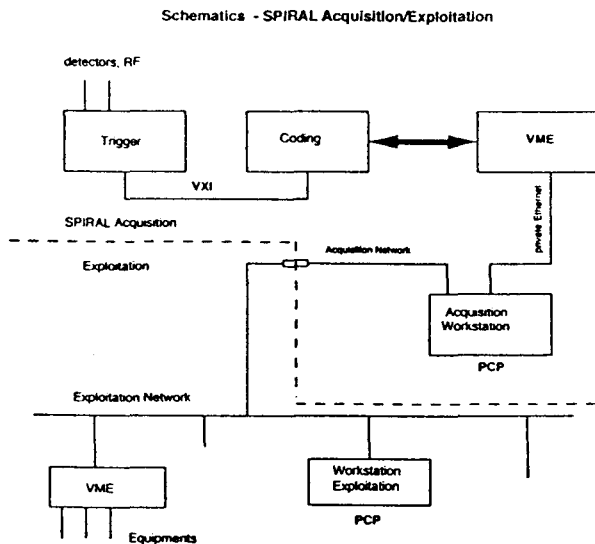 Schematics - SPIRAL Acquisition/Exploitation
detectors, RF
Trigger
Coding
VME
VXI
private Ethernet
SPIRAL Acquisition
Acquisition Network
Exploitation
Acquisition
Workstation
PCP
Exploitation Network
VME
Workstation
Exploitation
PCP
Equipments